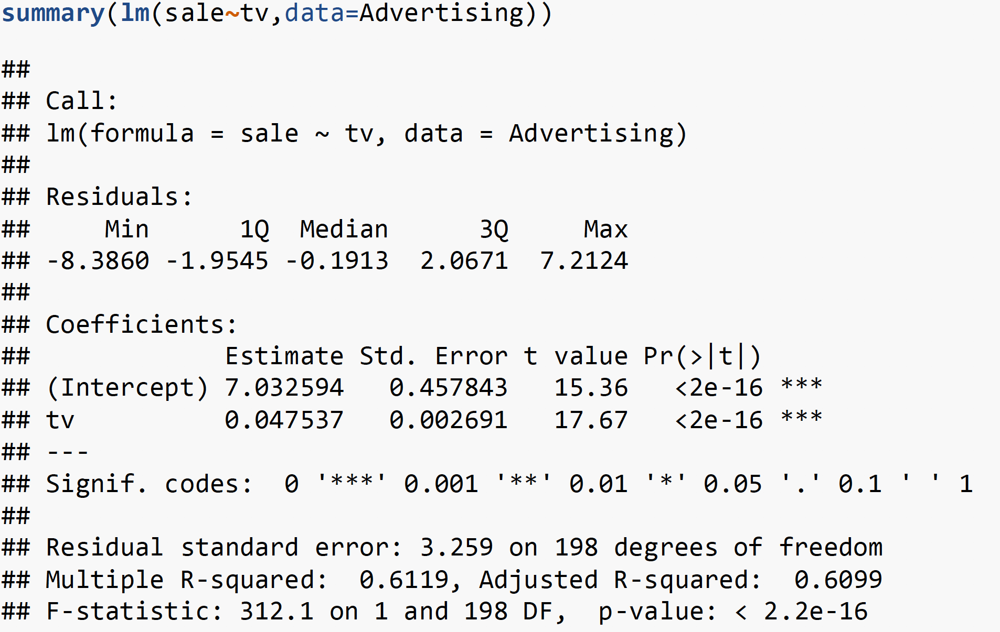 summary(lm(sale~tv,data=Advertising))
##
## Call:
## lm(formula = sale ~ tv, data = Advertising)
##
## Residuals:
##     Min      1Q  Median      3Q     Max
## -8.3860 -1.9545 -0.1913  2.0671  7.2124
##
## Coefficients:
##             Estimate Std. Error t value Pr(>|t|)
## (Intercept) 7.032594   0.457843   15.36   <2e-16 ***
## tv          0.047537   0.002691   17.67   <2e-16 ***
## ---
## Signif. codes:  0 '***' 0.001 '**' 0.01 '*' 0.05 '.' 0.1 ' ' 1
##
## Residual standard error: 3.259 on 198 degrees of freedom
## Multiple R-squared:  0.6119, Adjusted R-squared:  0.6099
## F-statistic: 312.1 on 1 and 198 DF,  p-value: < 2.2e-16